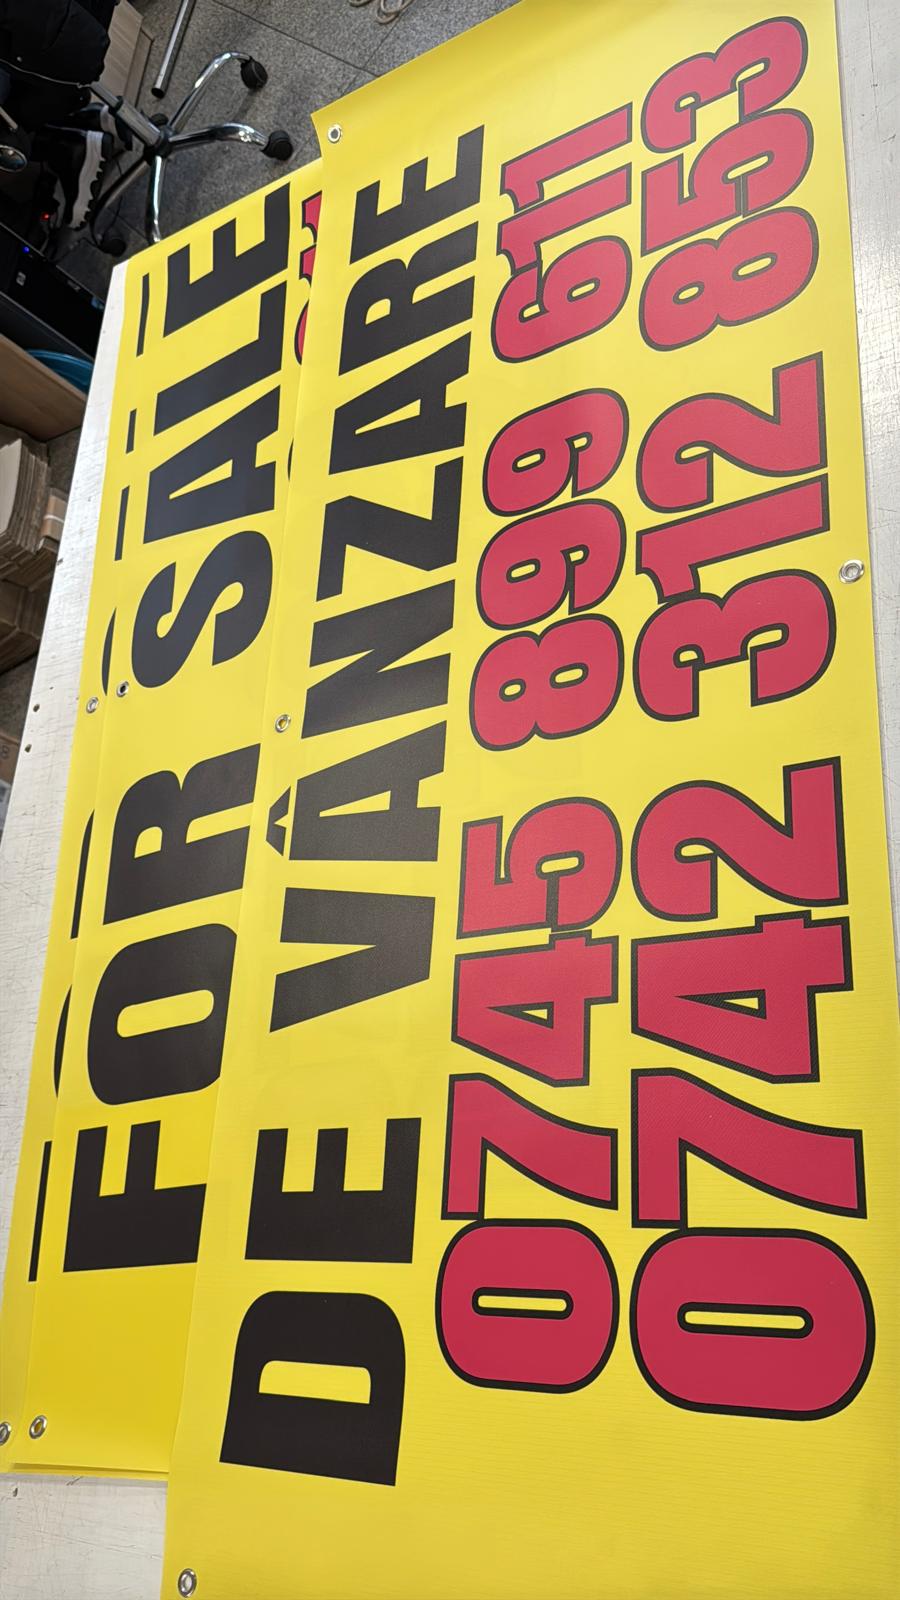 FOR SALE
DE VÂNZARE
0745 899 611
0742 312 853